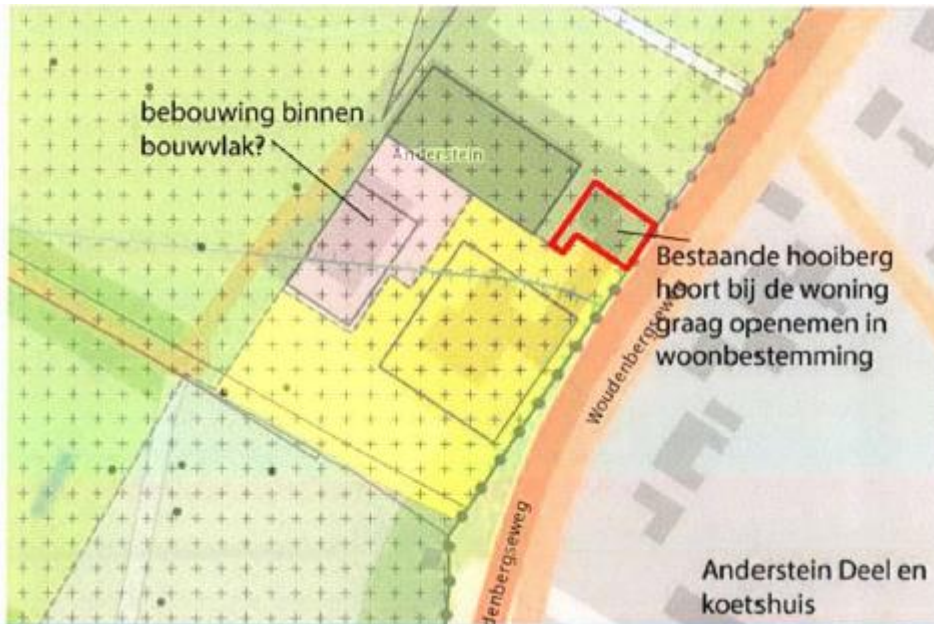 bebouwing binnen
bouwvlak?
Anderstein
Bestaande hooiberg
hoort bij de woning
graag openemen in
woonbestemming
Woudenbergseweg
denbergseweg
Anderstein Deel en
koetshuis